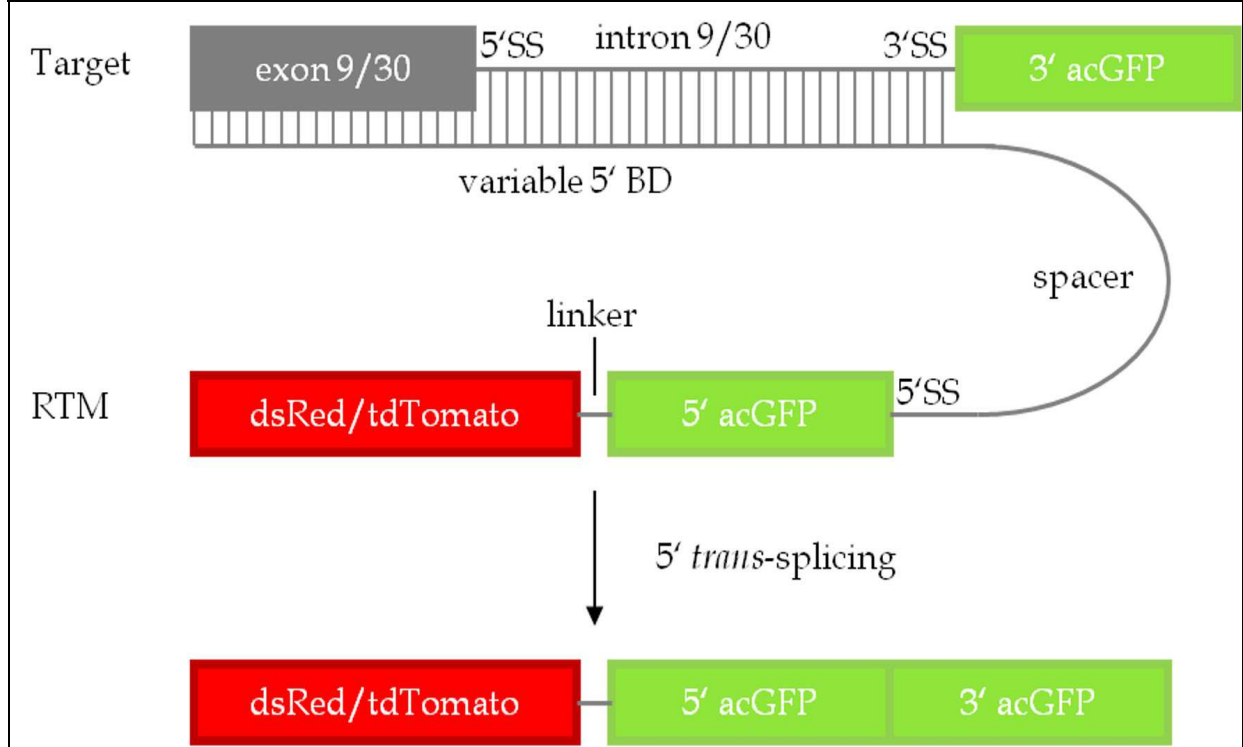 Target
exon 9/30
5‘SS
intron 9/30
3‘SS
3‘ acGFP
variable 5‘ BD
spacer
linker
RTM
dsRed/tdTomato
5‘ acGFP
5‘SS
5‘ trans-splicing
dsRed/tdTomato
5‘ acGFP
3‘ acGFP